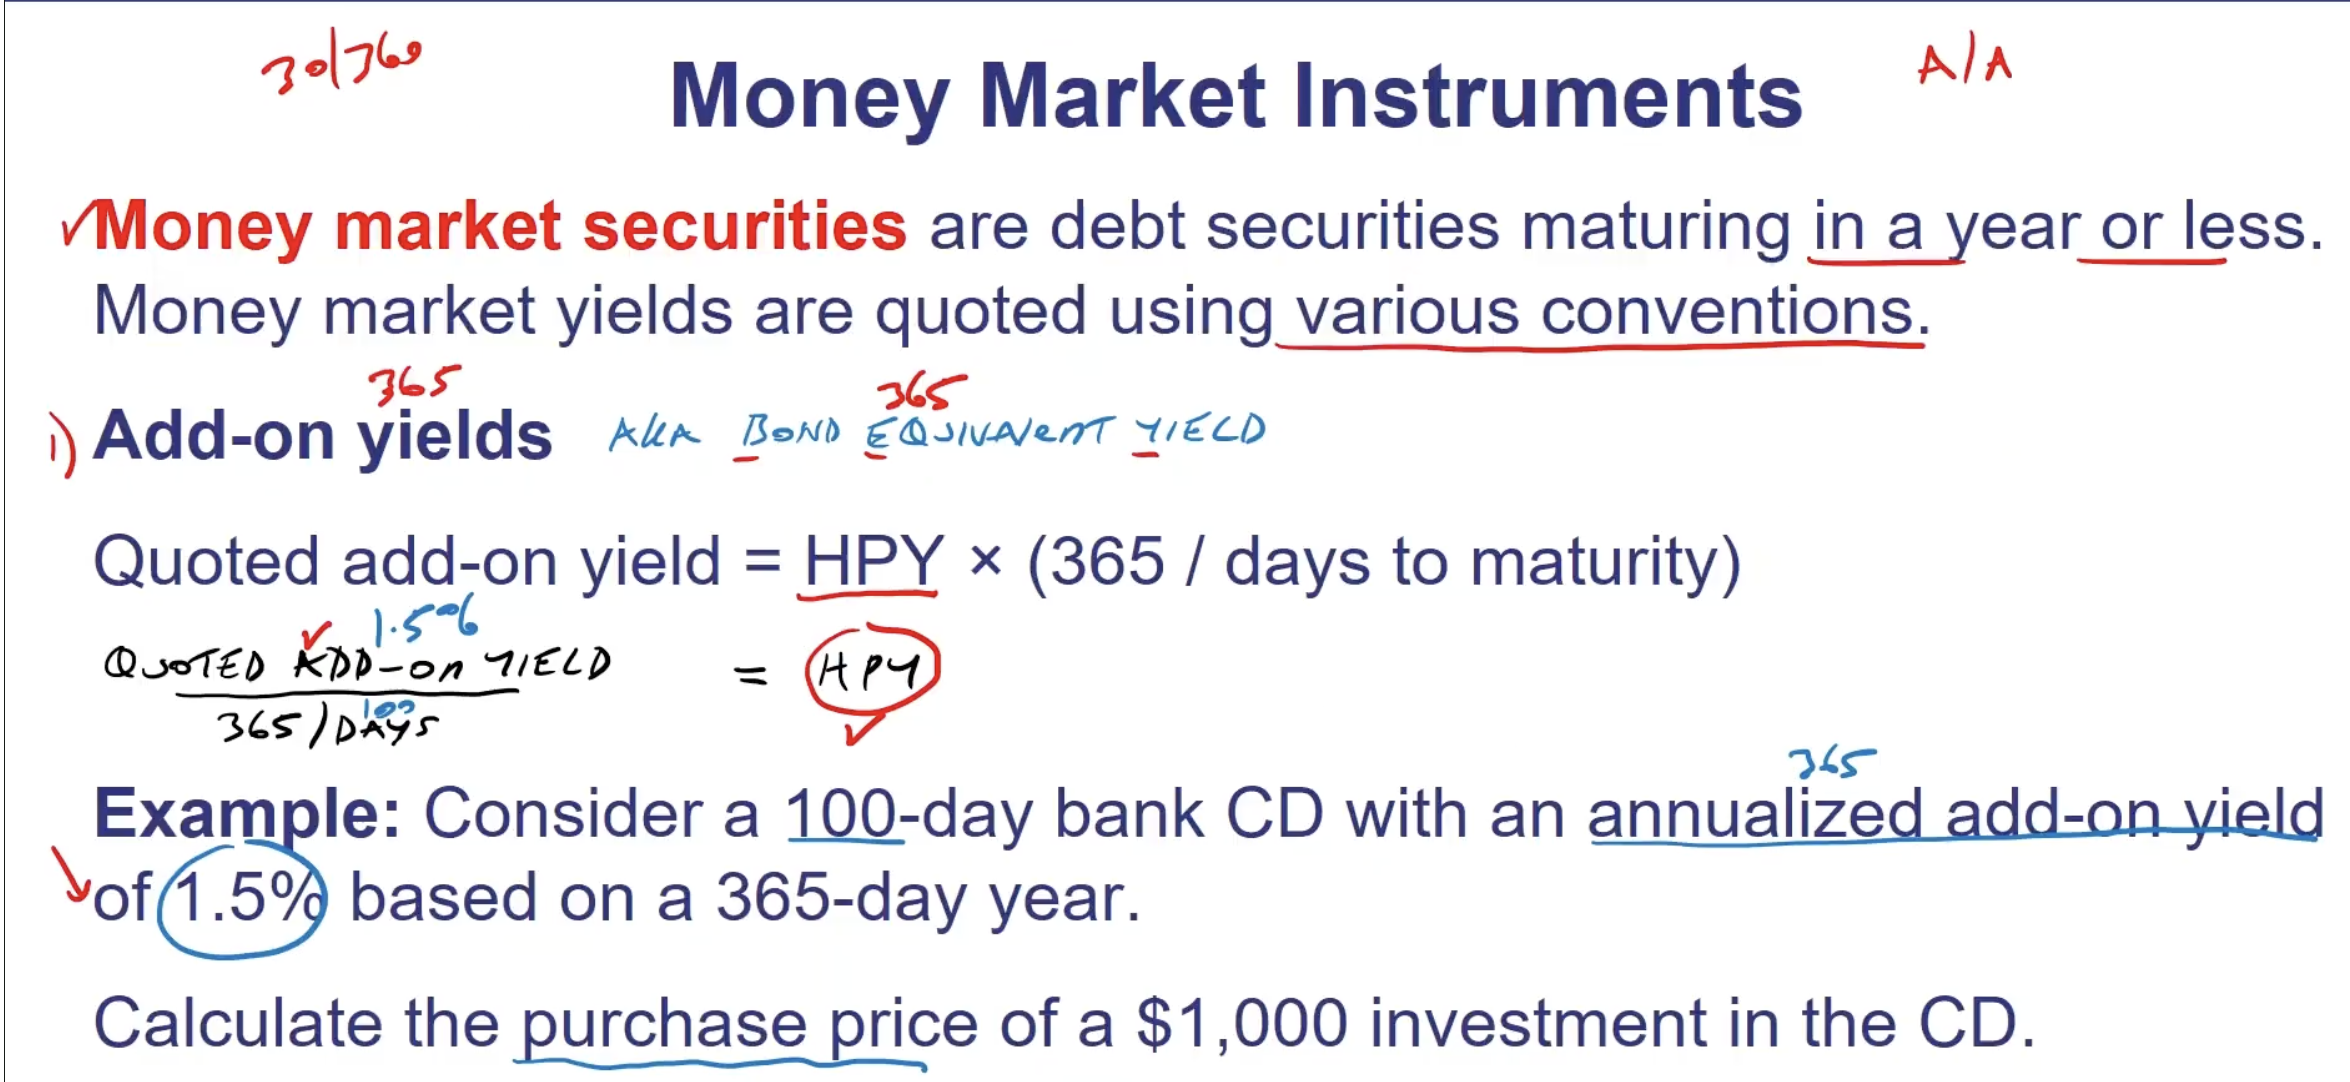 30/360
A/A
Money Market Instruments
✓Money market securities are debt securities maturing in a year or less.
Money market yields are quoted using various conventions.
365
365
1) Add-on yields AKA BOND EQUIVALENT YIELD
Quoted add-on yield = HPY × (365 / days to maturity)
1.5%
QUOTED ADD-ON YIELD = HPY
100
365/DAYS
365
Example: Consider a 100-day bank CD with an annualized add-on yield
of 1.5% based on a 365-day year.
Calculate the purchase price of a $1,000 investment in the CD.